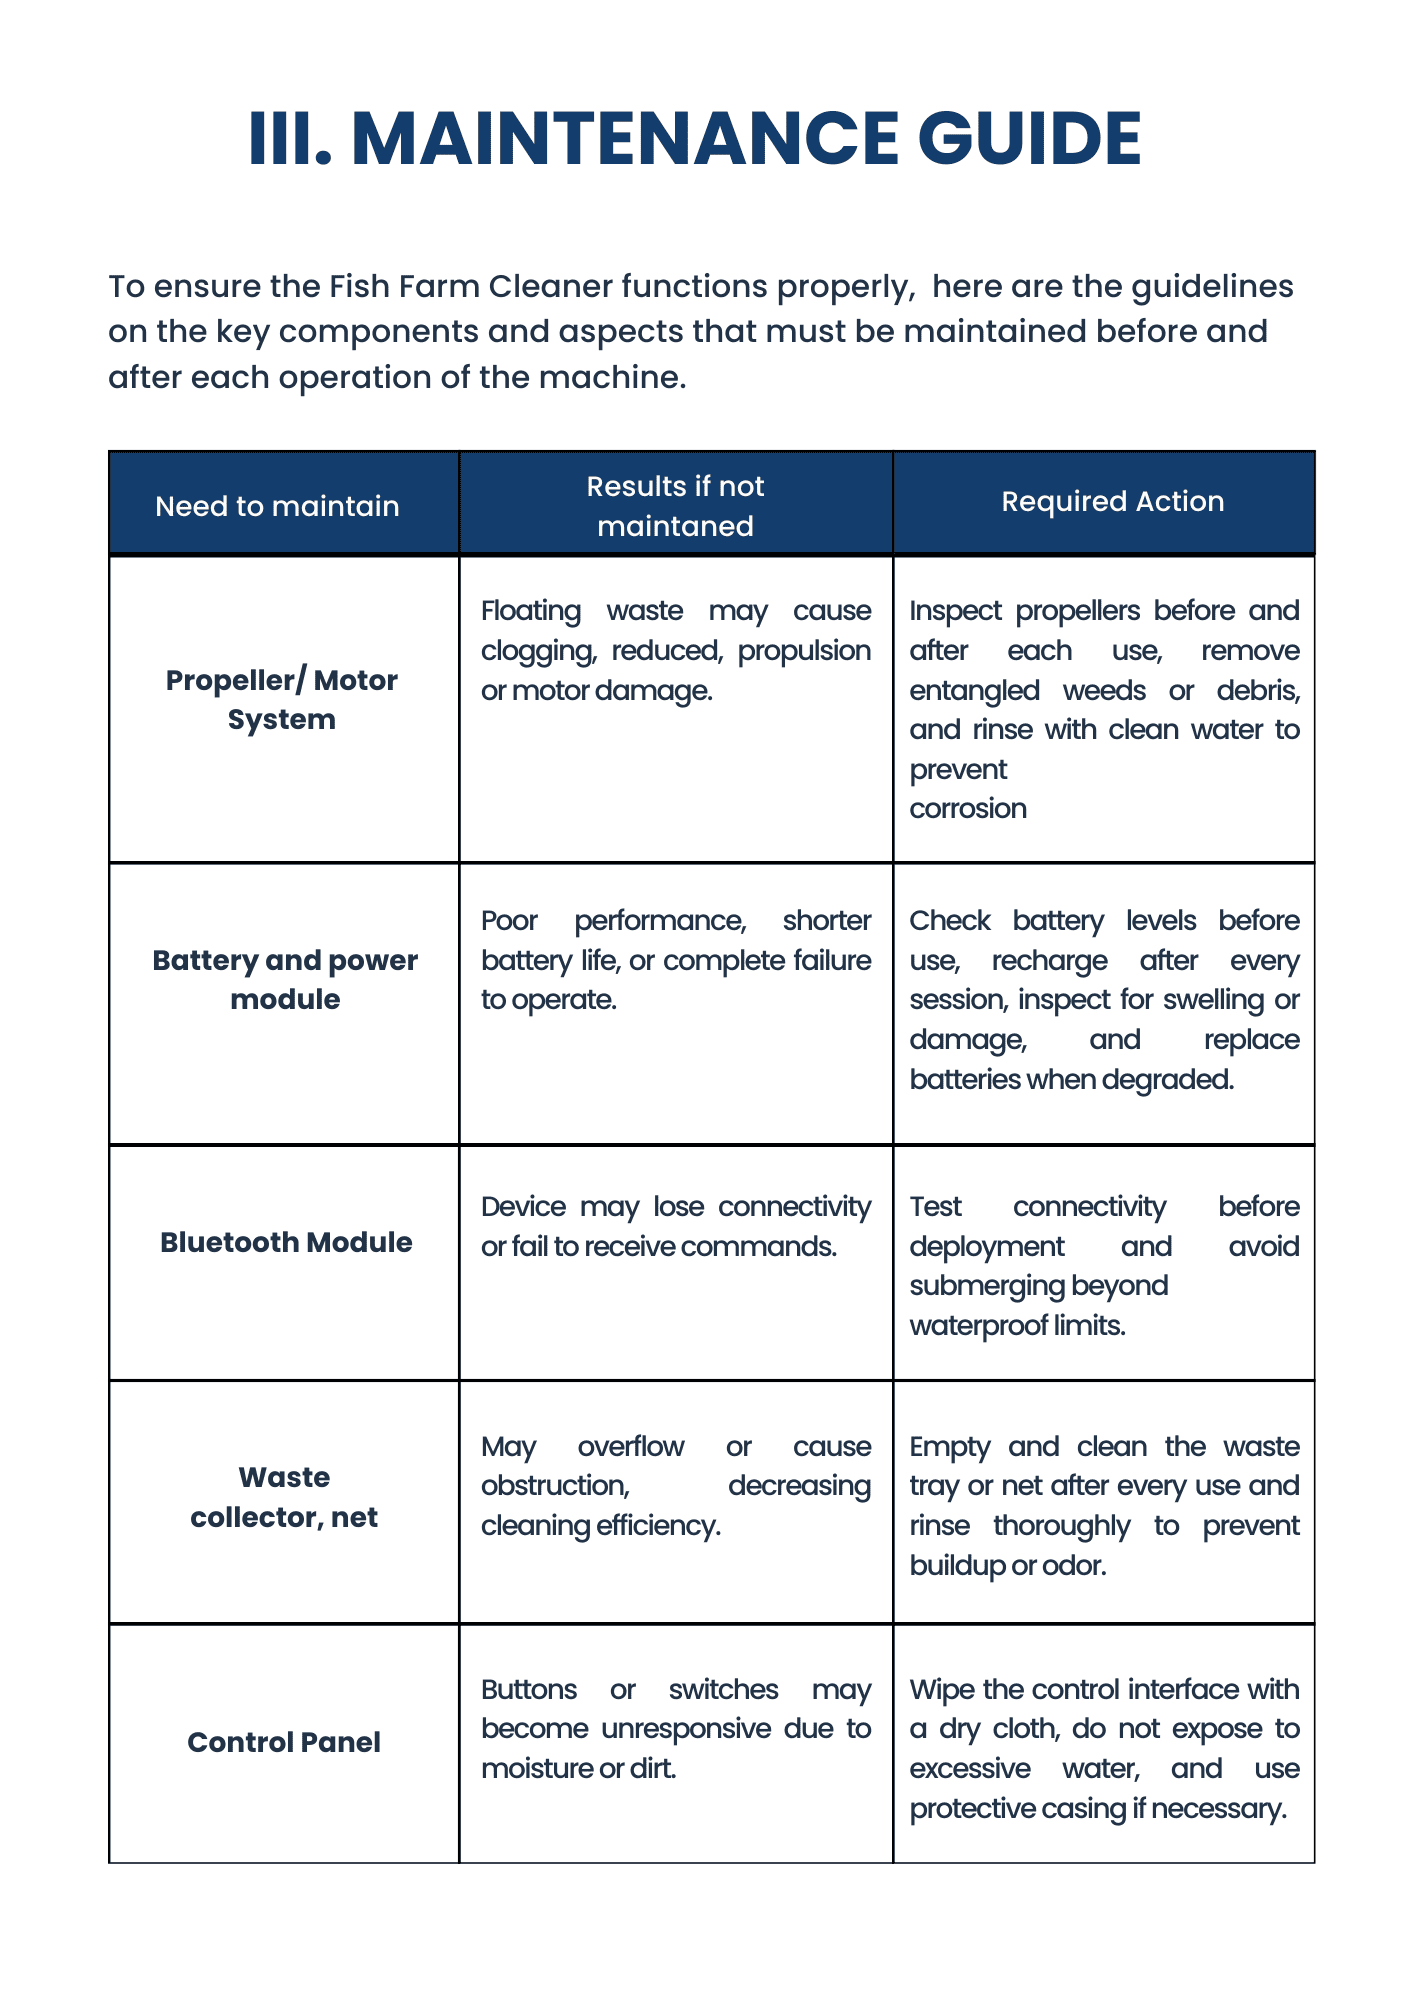 III. MAINTENANCE GUIDE
To ensure the Fish Farm Cleaner functions properly,  here are the guidelines
on the key components and aspects that must be maintained before and
after each operation of the machine.
Need to maintain
Results if not
maintaned
Required Action
Propeller/ Motor
System
Floating waste may cause
clogging, reduced, propulsion
or motor damage.
Inspect propellers before and
after each use, remove
entangled weeds or debris,
and rinse with clean water to
prevent
corrosion
Battery and power
module
Poor performance, shorter
battery life, or complete failure
to operate.
Check battery levels before
use, recharge after every
session, inspect for swelling or
damage, and replace
batteries when degraded.
Bluetooth Module
Device may lose connectivity
or fail to receive commands.
Test connectivity before
deployment and avoid
submerging beyond
waterproof limits.
Waste
collector, net
May overflow or cause
obstruction, decreasing
cleaning efficiency.
Empty and clean the waste
tray or net after every use and
rinse thoroughly to prevent
buildup or odor.
Control Panel
Buttons or switches may
become unresponsive due to
moisture or dirt.
Wipe the control interface with
a dry cloth, do not expose to
excessive water, and use
protective casing if necessary.